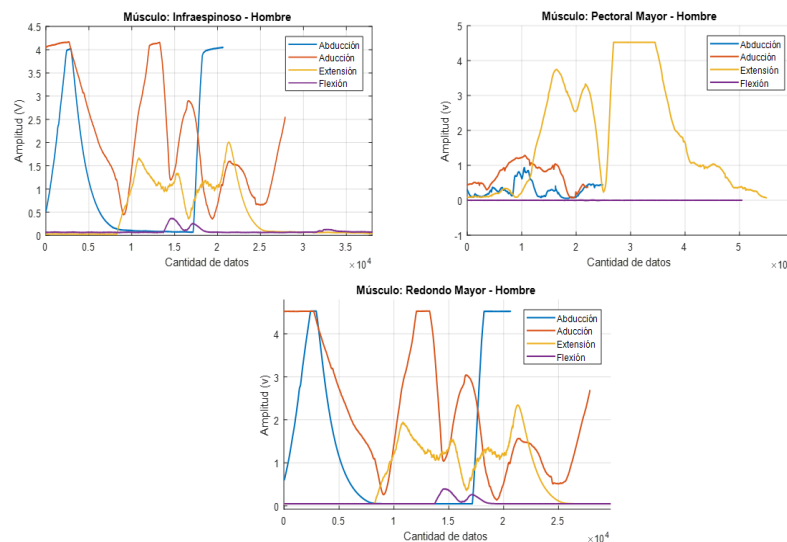 Músculo: Infraespinoso - Hombre
Amplitud (V)
4.5
4
3.5
3
2.5
2
1.5
1
0.5
0
Abducción
Aducción
Extensión
Flexión
0 0.5 1 1.5 2 2.5 3 3.5
Cantidad de datos
×10⁴
Músculo: Pectoral Mayor - Hombre
Amplitud (v)
5
4
3
2
1
0
-1
Abducción
Aducción
Extensión
Flexión
0 1 2 3 4 5
Cantidad de datos
×10
Músculo: Redondo Mayor - Hombre
Amplitud (v)
4
3
2
1
0
Abducción
Aducción
Extensión
Flexión
0 0.5 1 1.5 2 2.5
Cantidad de datos
×10⁴